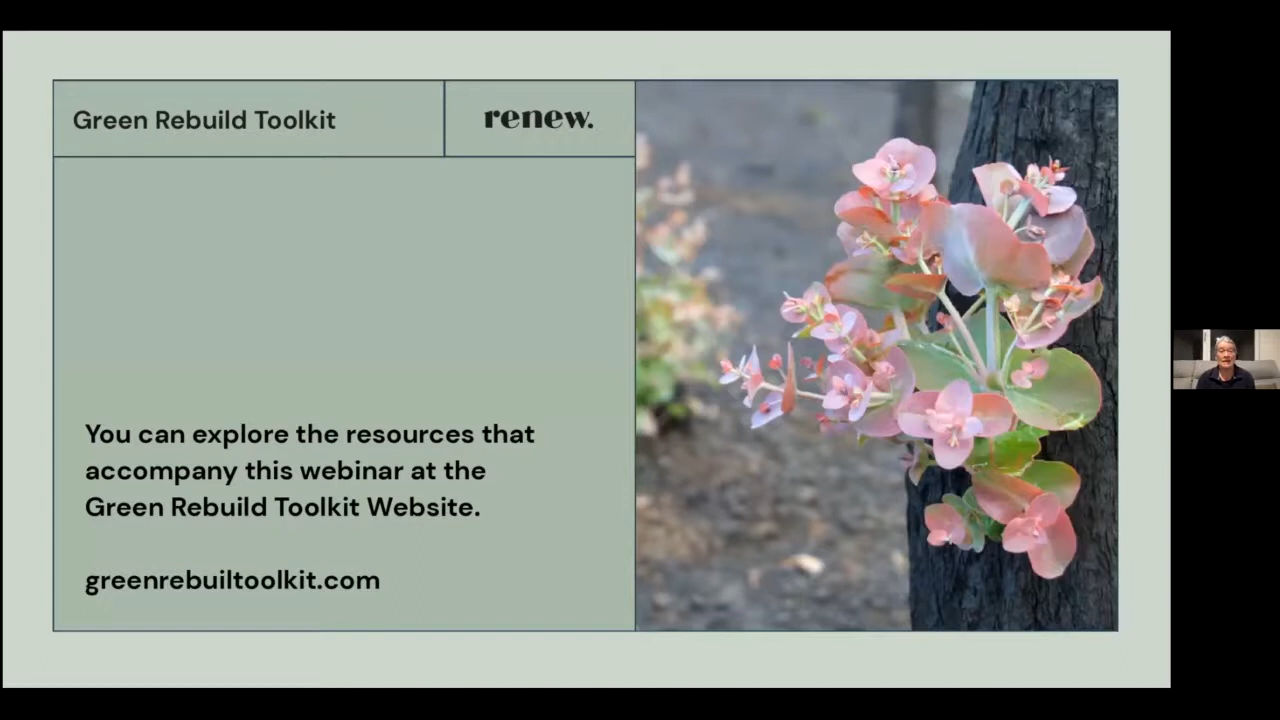 Green Rebuild Toolkit
renew.
You can explore the resources that
accompany this webinar at the
Green Rebuild Toolkit Website.
greenrebuiltoolkit.com